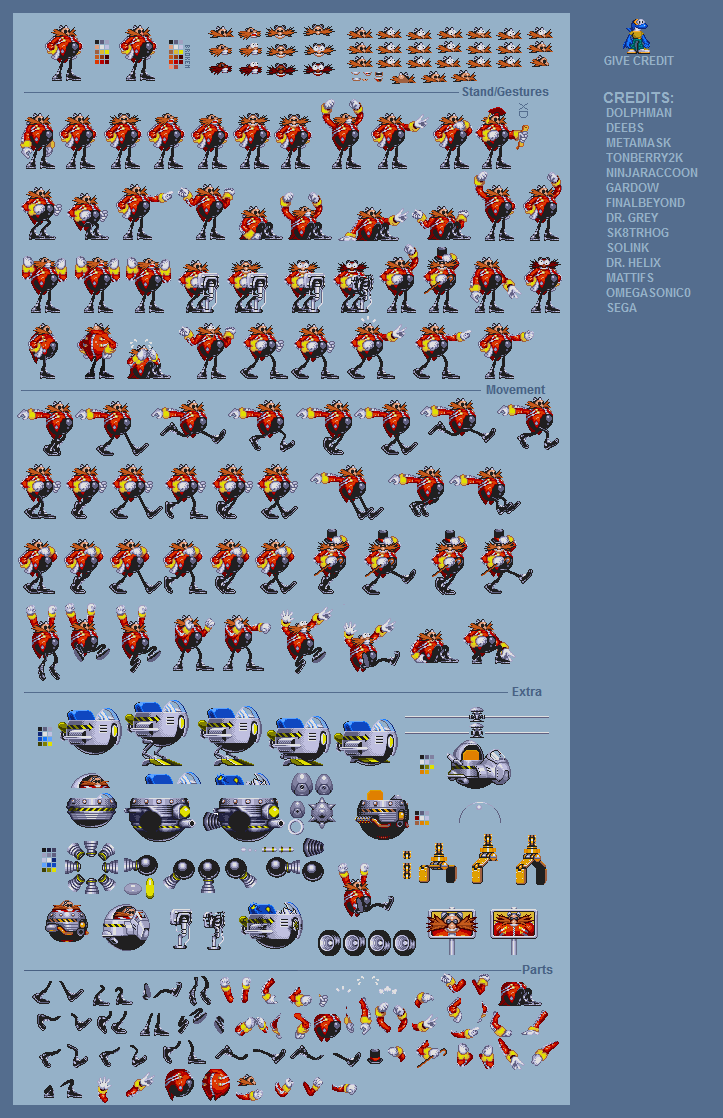 BROKEN
GIVE CREDIT
Stand/Gestures
XD
CREDITS:
DOLPHMAN
DEEBS
METAMASK
TONBERRY2K
NINJARACCOON
GARDOW
FINALBEYOND
DR. GREY
SK8TRHOG
SOLINK
DR. HELIX
MATTIFS
OMEGASONIC0
SEGA
Movement
Extra
Parts